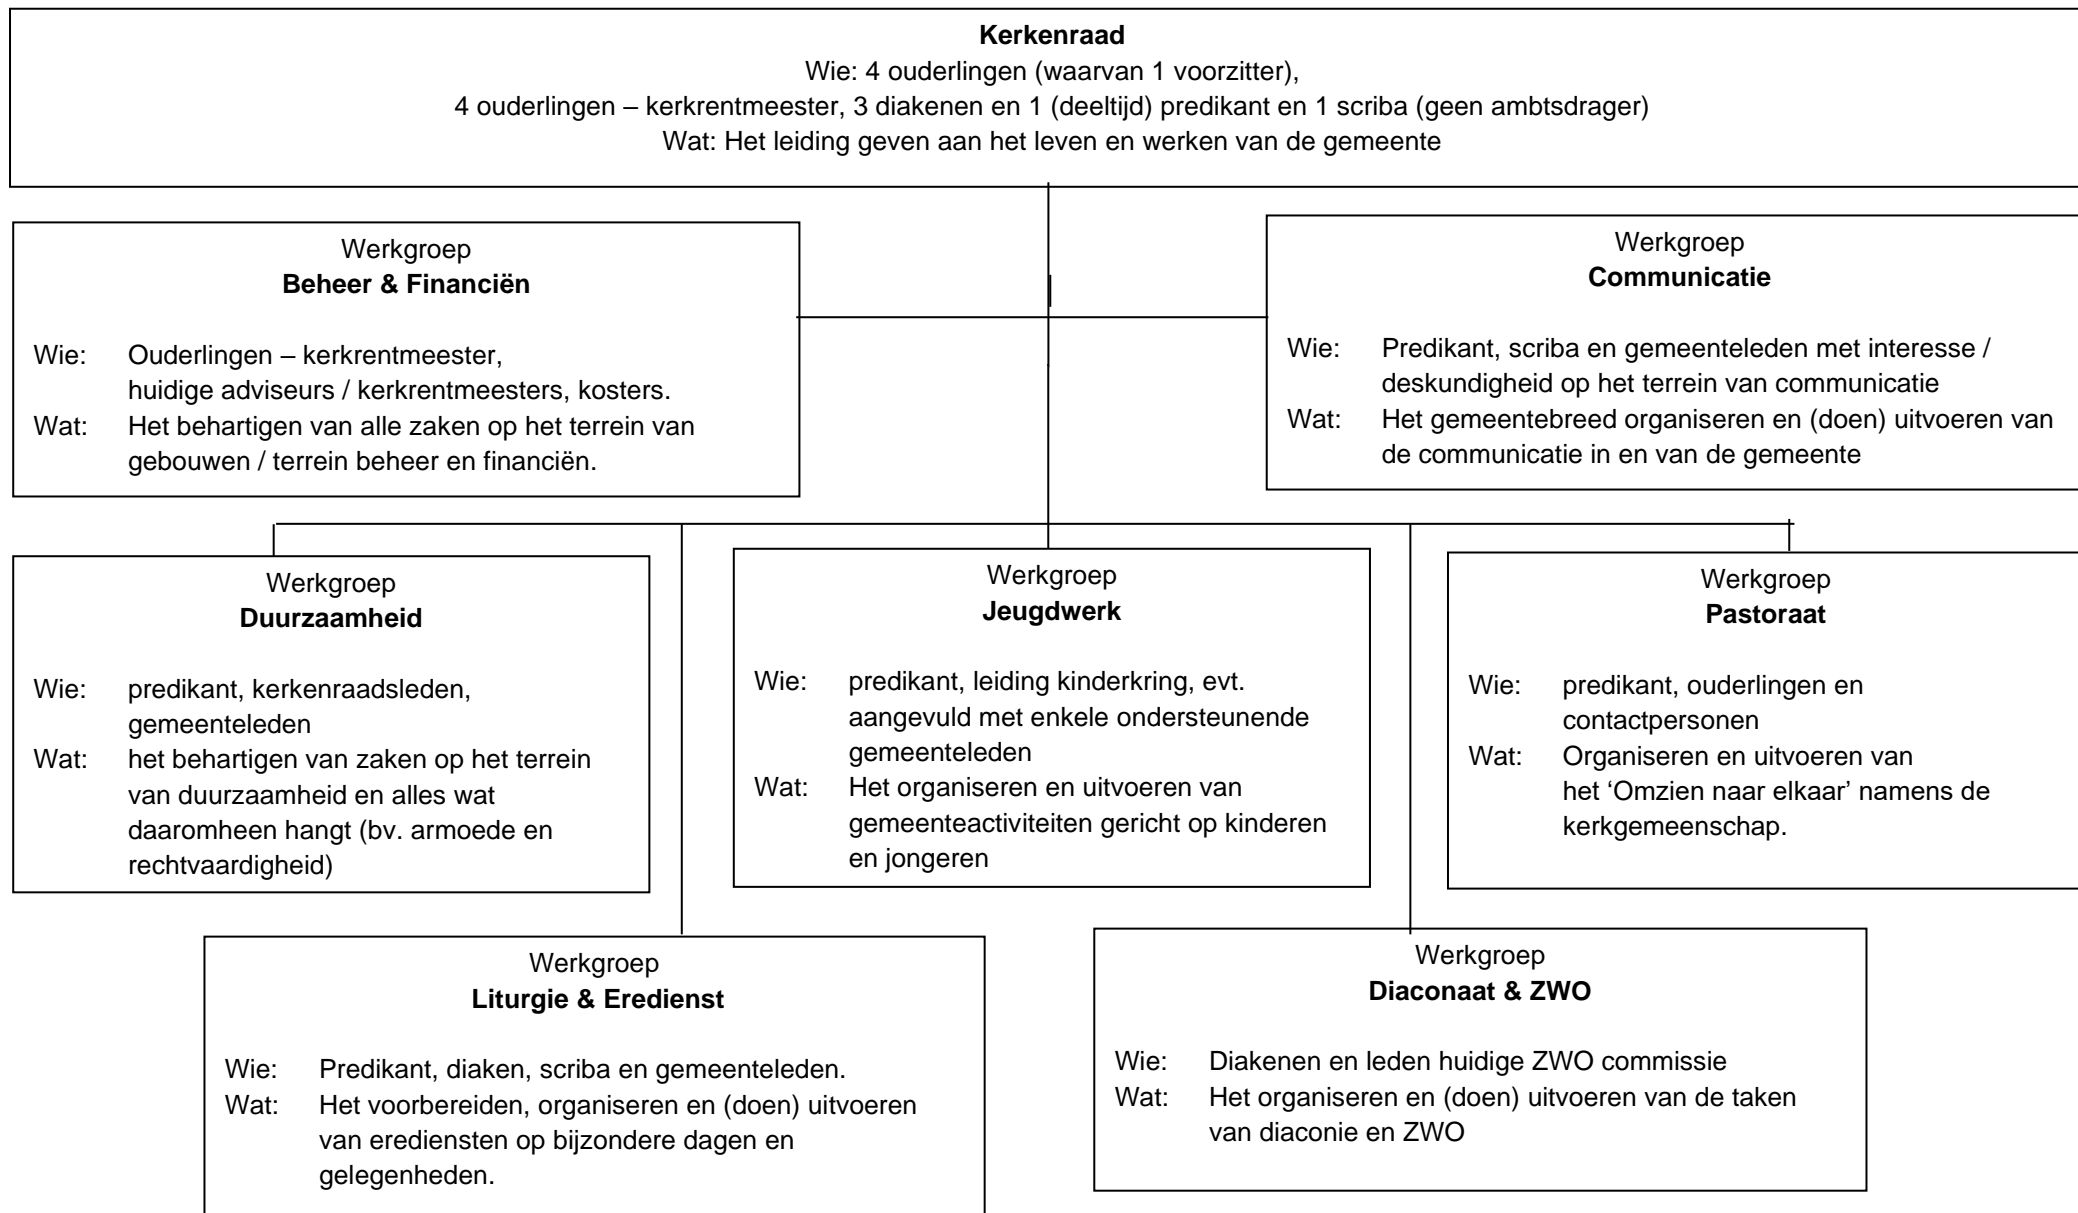 Kerkenraad
Wie: 4 ouderlingen (waarvan 1 voorzitter),
4 ouderlingen – kerkrentmeester, 3 diakenen en 1 (deeltijd) predikant en 1 scriba (geen ambtsdrager)
Wat: Het leiding geven aan het leven en werken van de gemeente
Werkgroep
Beheer & Financiën
Wie: Ouderlingen – kerkrentmeester,
huidige adviseurs / kerkrentmeesters, kosters.
Wat: Het behartigen van alle zaken op het terrein van
gebouwen / terrein beheer en financiën.
Werkgroep
Communicatie
Wie: Predikant, scriba en gemeenteleden met interesse /
deskundigheid op het terrein van communicatie
Wat: Het gemeentebreed organiseren en (doen) uitvoeren van
de communicatie in en van de gemeente
Werkgroep
Duurzaamheid
Wie: predikant, kerkenraadsleden,
gemeenteleden
Wat: het behartigen van zaken op het terrein
van duurzaamheid en alles wat
daaromheen hangt (bv. armoede en
rechtvaardigheid)
Werkgroep
Jeugdwerk
Wie: predikant, leiding kinderkring, evt.
aangevuld met enkele ondersteunende
gemeenteleden
Wat: Het organiseren en uitvoeren van
gemeenteactiviteiten gericht op kinderen
en jongeren
Werkgroep
Pastoraat
Wie: predikant, ouderlingen en
contactpersonen
Wat: Organiseren en uitvoeren van
het ‘Omzien naar elkaar’ namens de
kerkgemeenschap.
Werkgroep
Liturgie & Eredienst
Wie: Predikant, diaken, scriba en gemeenteleden.
Wat: Het voorbereiden, organiseren en (doen) uitvoeren
van erediensten op bijzondere dagen en
gelegenheden.
Werkgroep
Diaconaat & ZWO
Wie: Diakenen en leden huidige ZWO commissie
Wat: Het organiseren en (doen) uitvoeren van de taken
van diaconie en ZWO